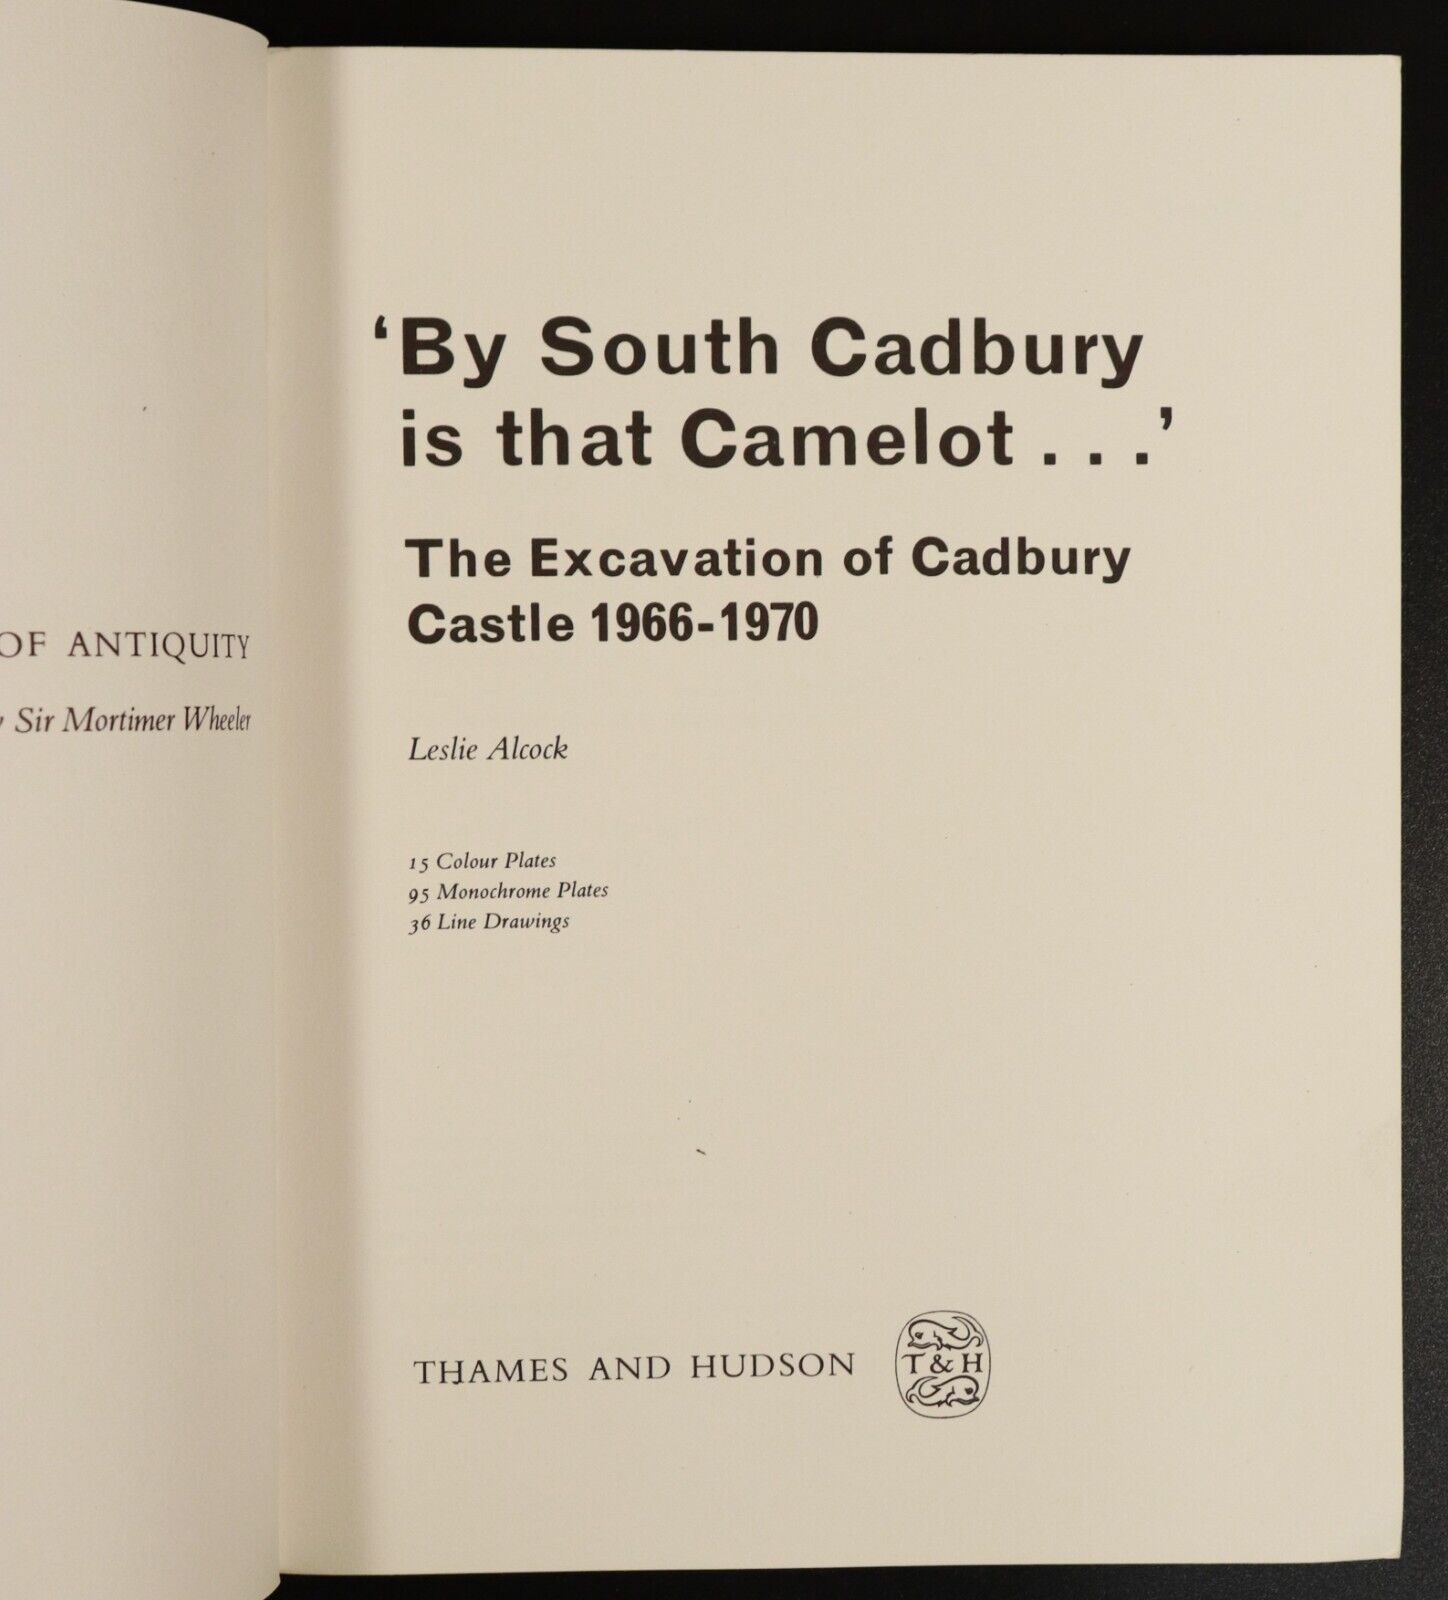 OF ANTIQUITY
Sir Mortimer Wheeler
‘By South Cadbury
is that Camelot . . .’
The Excavation of Cadbury
Castle 1966-1970
Leslie Alcock
15 Colour Plates
95 Monochrome Plates
36 Line Drawings
THAMES AND HUDSON
T & H